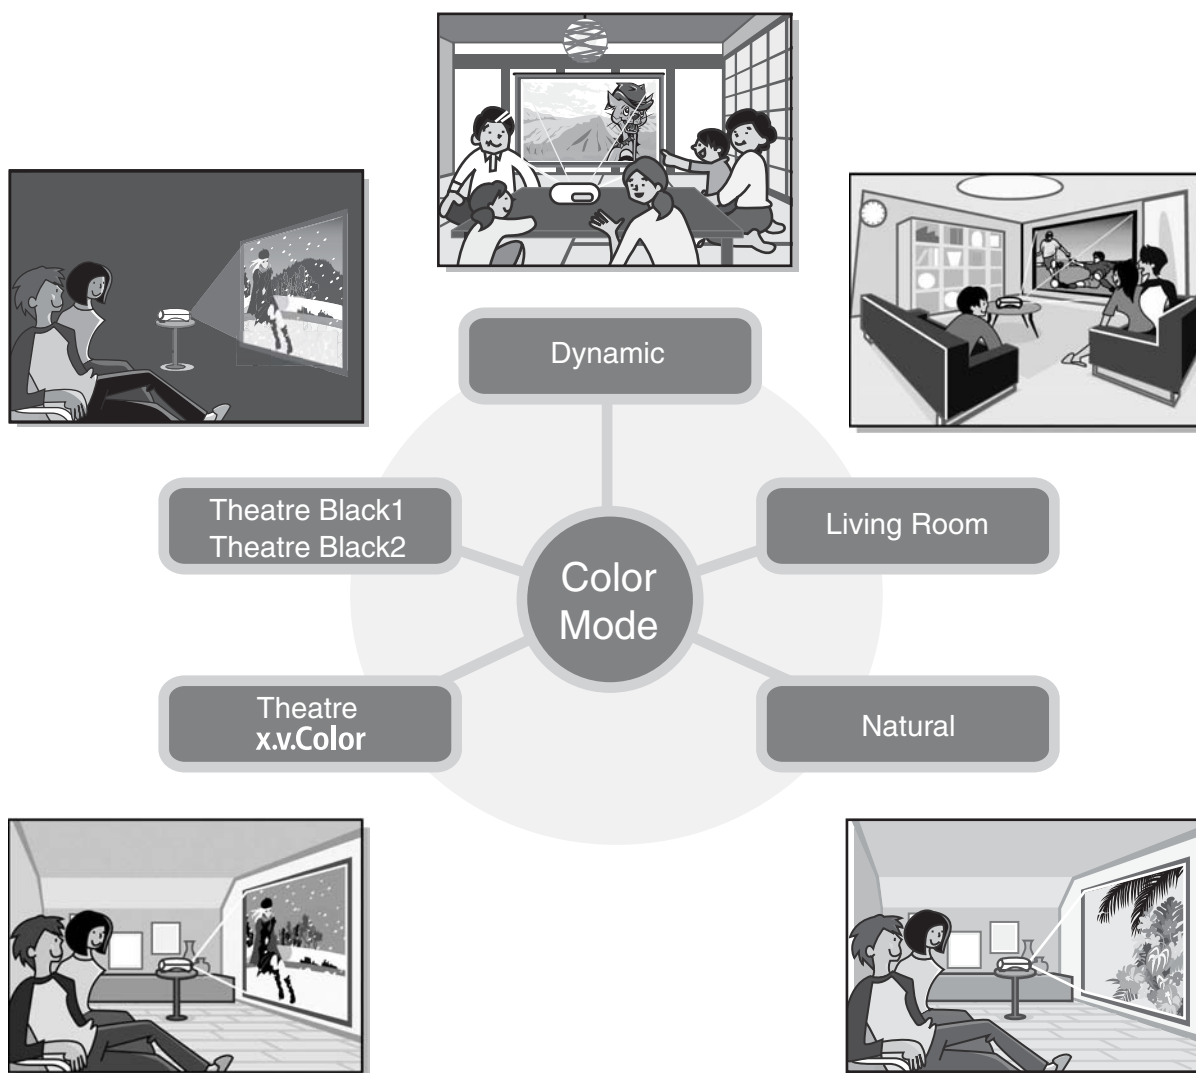 Dynamic
Theatre Black1
Theatre Black2
Living Room
Color
Mode
Theatre
x.v.Color
Natural